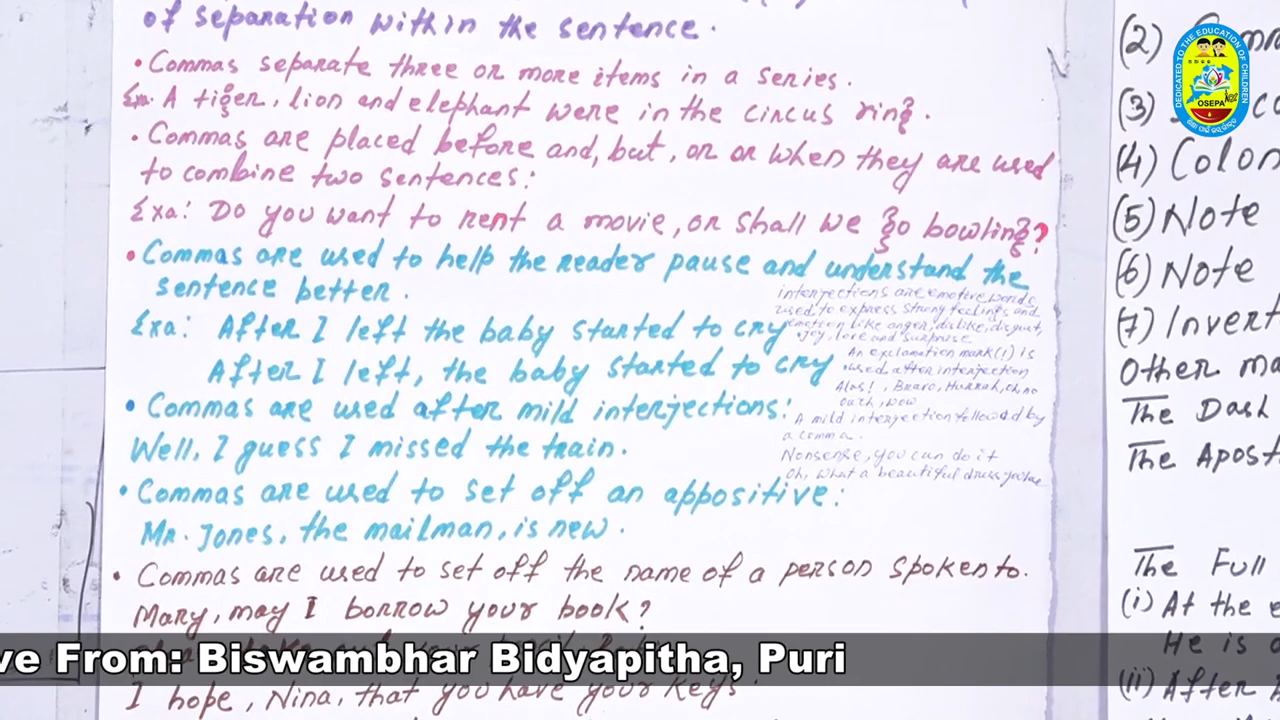 of separation within the sentence.
• Commas separate three or more items in a series.
Ex: A tiger, lion and elephant were in the circus ring.
• Commas are placed before and, but, or or when they are used
to combine two sentences:
Exa: Do you want to rent a movie, or shall we go bowling?
• Commas are used to help the reader pause and understand the
sentence better.
Exa: After I left the baby started to cry
After I left, the baby started to cry
interjections are emotive words,
used to express strong feelings and
emotion like anger, dislike, disgust,
joy, love and surprise
An exclamation mark(!) is
used after interjection
Alas!, Bravo, Hurrah, oh, no
ouch, wow
A mild interjection followed by
a comma.
Nonsense, you can do it
Oh, what a beautiful dress
• Commas are used after mild interjections:
Well, I guess I missed the train.
• Commas are used to set off an appositive:
Mr. Jones, the mailman, is new.
• Commas are used to set off the name of a person spoken to.
Mary, may I borrow your book?
I hope, Nina, that you have your keys.
(2)
(3)
(4) Colon
(5) Note
(6) Note
(7) Invert
Other ma
The Dash
The Apost
The Full
(i) At the e
He is a
(ii) After
DEDICATED TO THE EDUCATION OF CHILDREN
OSEPA
ve From: Biswambhar Bidyapitha, Puri